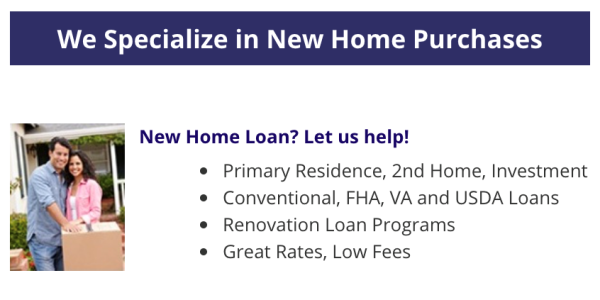 We Specialize in New Home Purchases
New Home Loan? Let us help!
• Primary Residence, 2nd Home, Investment
• Conventional, FHA, VA and USDA Loans
• Renovation Loan Programs
• Great Rates, Low Fees